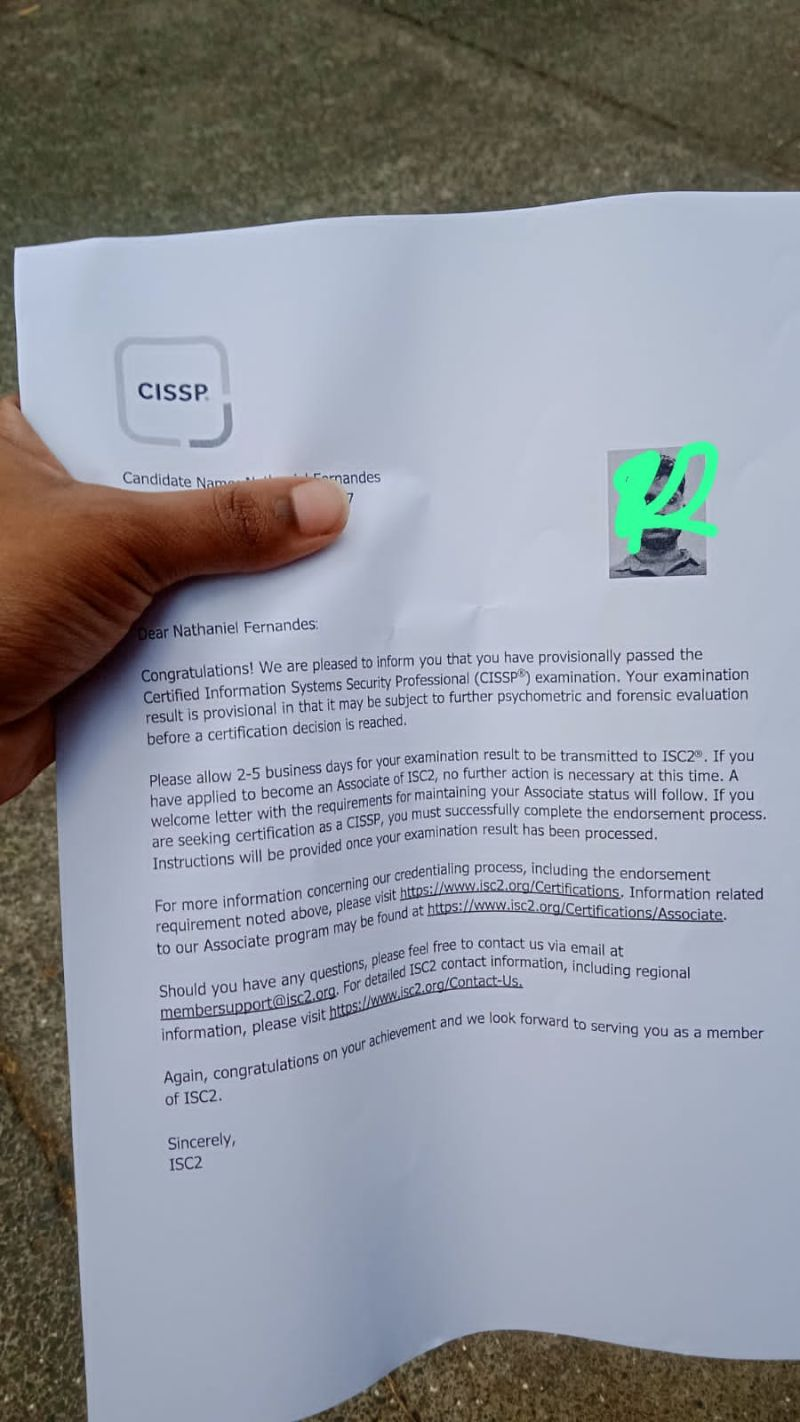 CISSP®
Candidate Name: Nathaniel Fernandes
7
Dear Nathaniel Fernandes:
Congratulations! We are pleased to inform you that you have provisionally passed the
Certified Information Systems Security Professional (CISSP®) examination. Your examination
result is provisional in that it may be subject to further psychometric and forensic evaluation
before a certification decision is reached.
Please allow 2-5 business days for your examination result to be transmitted to ISC2®. If you
have applied to become an Associate of ISC2, no further action is necessary at this time. A
welcome letter with the requirements for maintaining your Associate status will follow. If you
are seeking certification as a CISSP, you must successfully complete the endorsement process.
Instructions will be provided once your examination result has been processed.
For more information concerning our credentialing process, including the endorsement
requirement noted above, please visit https://www.isc2.org/Certifications. Information related
to our Associate program may be found at https://www.isc2.org/Certifications/Associate.
Should you have any questions, please feel free to contact us via email at
membersupport@isc2.org. For detailed ISC2 contact information, including regional
information, please visit https://www.isc2.org/Contact-Us.
Again, congratulations on your achievement and we look forward to serving you as a member
of ISC2.
Sincerely,
ISC2